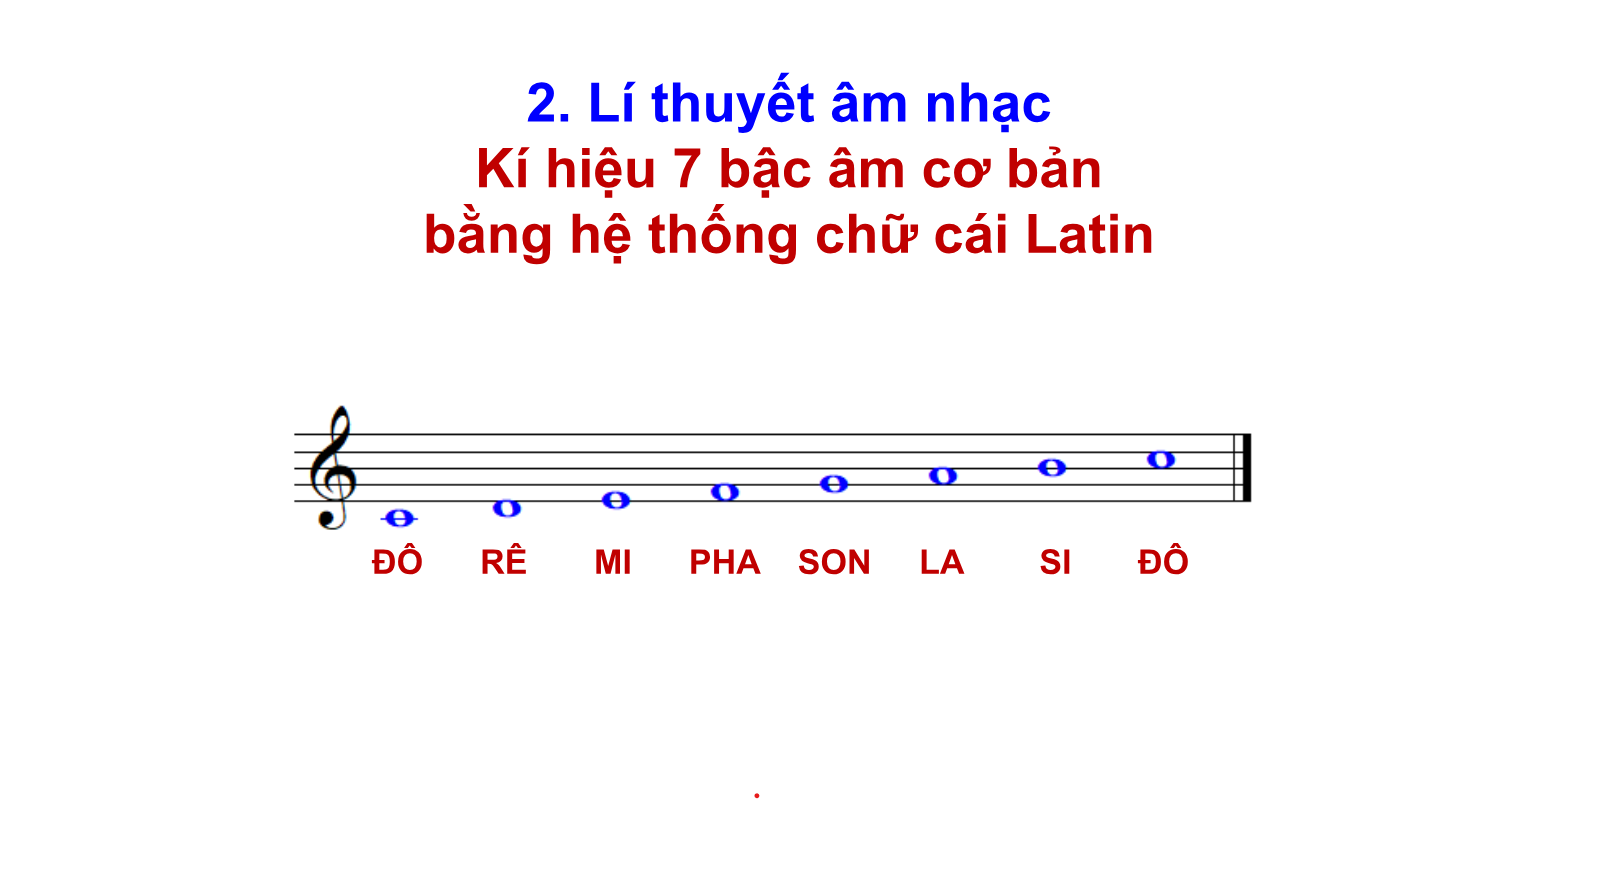 2. Lí thuyết âm nhạc
Kí hiệu 7 bậc âm cơ bản
bằng hệ thống chữ cái Latin
ĐÔ RÊ MI PHA SON LA SI ĐÔ